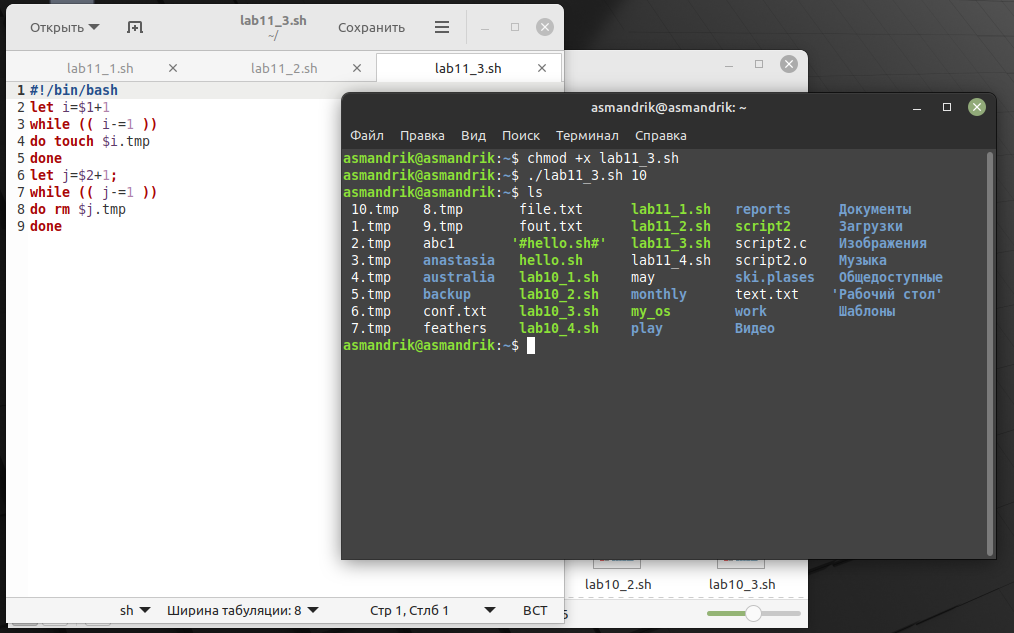 Открыть
lab11_3.sh
~/
Сохранить
lab11_1.sh
lab11_2.sh
lab11_3.sh
1 #!/bin/bash
2 let i=$1+1
3 while (( i-=1 ))
4 do touch $i.tmp
5 done
6 let j=$2+1;
7 while (( j-=1 ))
8 do rm $j.tmp
9 done
asmandrik@asmandrik: ~
Файл Правка Вид Поиск Терминал Справка
asmandrik@asmandrik:~$ chmod +x lab11_3.sh
asmandrik@asmandrik:~$ ./lab11_3.sh 10
asmandrik@asmandrik:~$ ls
10.tmp 8.tmp file.txt lab11_1.sh reports Документы
1.tmp 9.tmp fout.txt lab11_2.sh script2 Загрузки
2.tmp abc1 '#hello.sh#' lab11_3.sh script2.c Изображения
3.tmp anastasia hello.sh lab11_4.sh script2.o Музыка
4.tmp australia lab10_1.sh may ski.plases Общедоступные
5.tmp backup lab10_2.sh monthly text.txt 'Рабочий стол'
6.tmp conf.txt lab10_3.sh my_os work Шаблоны
7.tmp feathers lab10_4.sh play Видео
asmandrik@asmandrik:~$
lab10_2.sh lab10_3.sh
sh Ширина табуляции: 8 Стр 1, Стлб 1 ВСТ